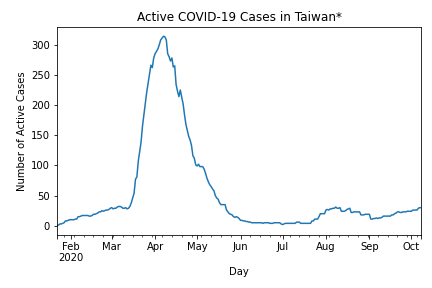 Active COVID-19 Cases in Taiwan*
Number of Active Cases
300
250
200
150
100
50
0
Feb Mar Apr May Jun Jul Aug Sep Oct
2020
Day